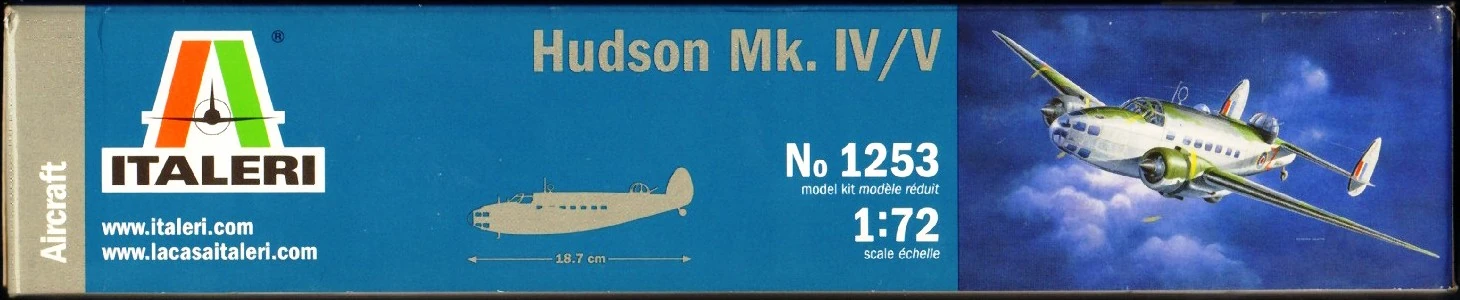 Aircraft
ITALERI
®
www.italeri.com
www.lacasaitaleri.com
Hudson Mk. IV/V
18.7 cm
No 1253
model kit modèle réduit
1:72
scale échelle